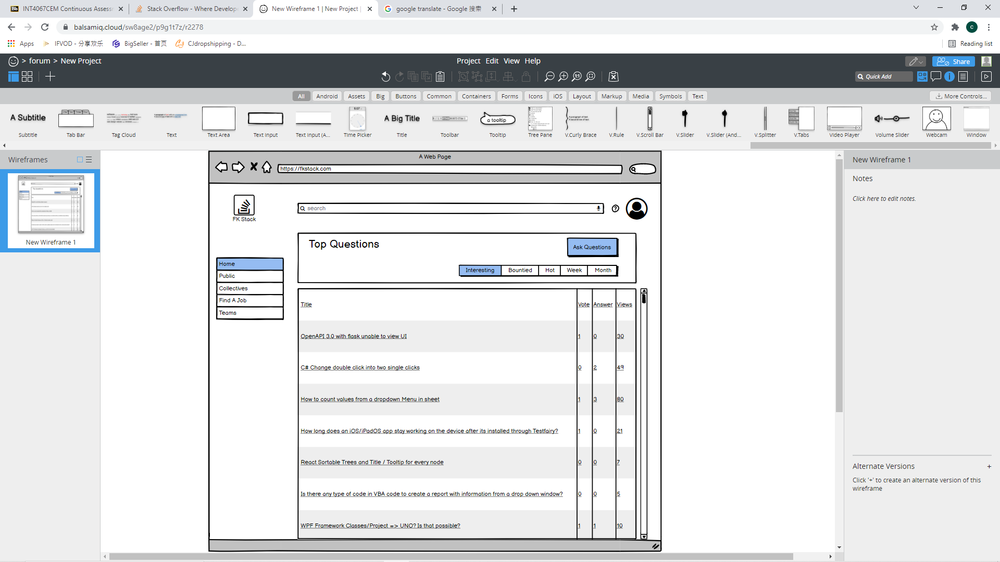 INT4067CEM Continuous Assess
Stack Overflow - Where Develop
New Wireframe 1 | New Project |
google translate - Google 搜索
balsamiq.cloud/sw8age2/p9g1t7z/r2278
C
Apps
IFVOD - 分享欢乐
BigSeller - 首页
CJdropshipping - D...
Reading list
> forum > New Project
Project Edit View Help
Share
Quick Add
All Android Assets Big Buttons Common Containers Forms Icons iOS Layout Markup Media Symbols Text
More Controls...
A Subtitle
One Two Three Four
A Big Title
a tooltip
Subtitle Tab Bar Tag Cloud Text Text Area Text Input Text Input (A... Time Picker Title Toolbar Tooltip Tree Pane V.Curly Brace V.Rule V.Scroll Bar V.Slider V.Slider (And... V.Splitter V.Tabs Video Player Volume Slider Webcam Window
Wireframes
New Wireframe 1
A Web Page
https://fkstack.com
FK Stack
search
Top Questions
Ask Questions
Interesting Bountied Hot Week Month
Home
Public
Collectives
Find A Job
Teams
Title Vote Answer Views
OpenAPI 3.0 with flask unable to view UI 1 0 30
C# Change double click into two single clicks 0 2 49
How to count values from a dropdown Menu in sheet 1 3 80
How long does an iOS/iPadOS app stay working on the device after its installed through Testfairy? 1 0 21
React Sortable Trees and Title / Tooltip for every node 0 0 7
Is there any type of code in VBA code to create a report with information from a drop down window? 0 0 5
WPF Framework Classes/Project => UNO? Is that possible? 1 1 10
New Wireframe 1
Notes
Click here to edit notes.
Alternate Versions +
Click '+' to create an alternate version of this
wireframe